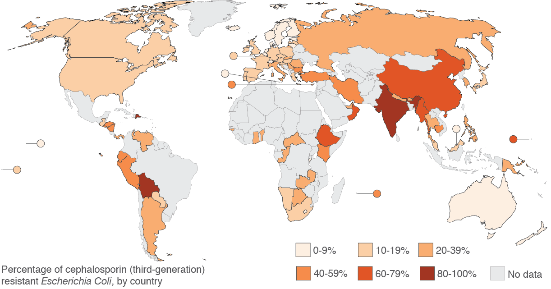 0-9%
10-19%
20-39%
40-59%
60-79%
80-100%
No data
Percentage of cephalosporin (third-generation)
resistant Escherichia Coli, by country